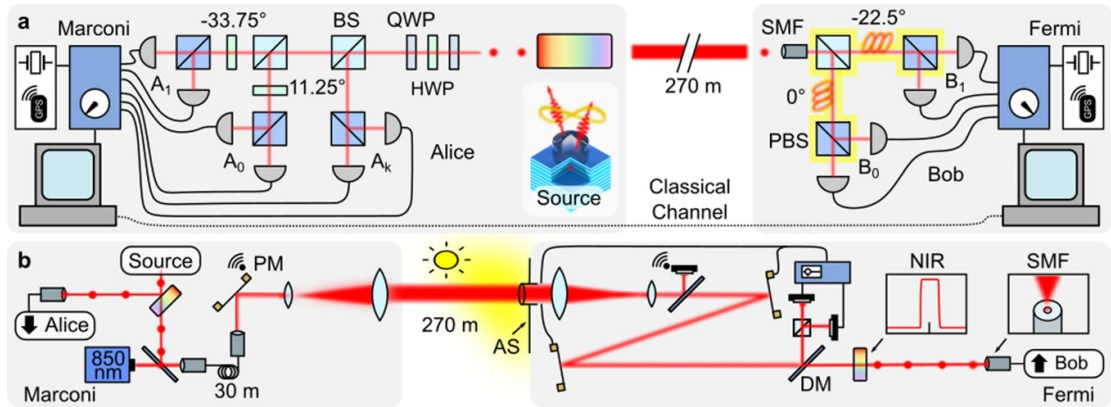 a
Marconi
-33.75°
BS
QWP
SMF
-22.5°
Fermi
GPS
A1
11.25°
HWP
270 m
0°
B1
GPS
A0
Ak
Alice
PBS
B0
Bob
Source
Classical
Channel
b
Source
PM
NIR
SMF
Alice
270 m
AS
850
nm
30 m
DM
Bob
Marconi
Fermi